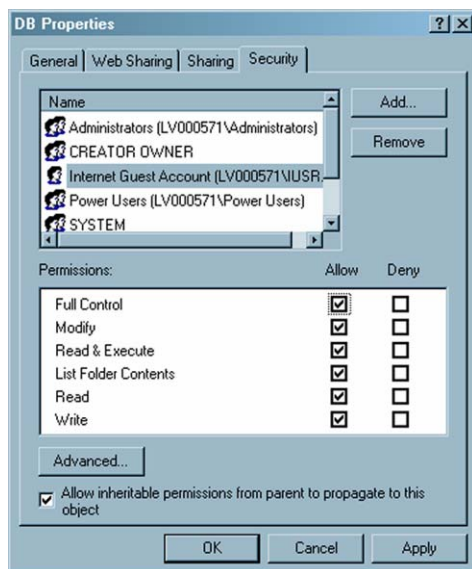 DB Properties
General Web Sharing Sharing Security
Name
Administrators (LV000571\Administrators)
CREATOR OWNER
Internet Guest Account (LV000571\IUSR
Power Users (LV000571\Power Users)
SYSTEM
Add...
Remove
Permissions: Allow Deny
Full Control
Modify
Read & Execute
List Folder Contents
Read
Write
Advanced...
Allow inheritable permissions from parent to propagate to this
object
OK Cancel Apply